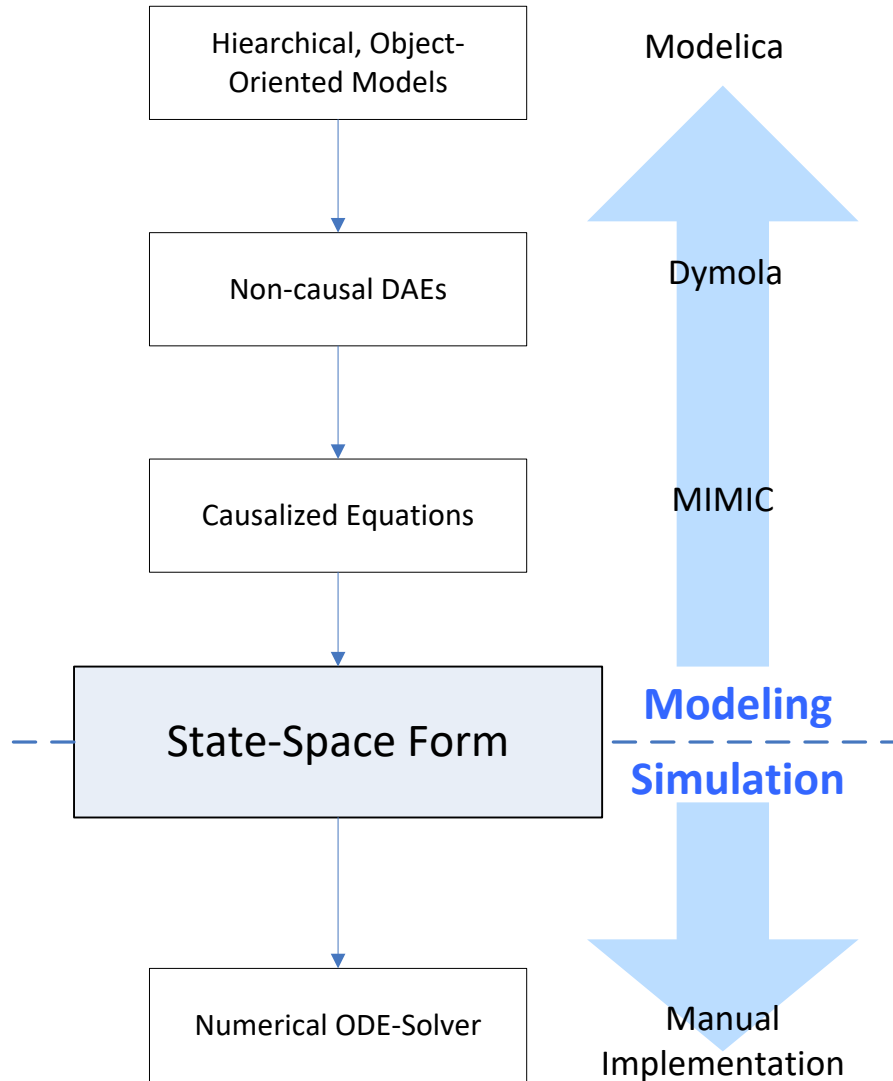 Hiearchical, Object-
Oriented Models
Modelica
Non-causal DAEs
Dymola
Causalized Equations
MIMIC
State-Space Form
Modeling
Simulation
Numerical ODE-Solver
Manual
Implementation